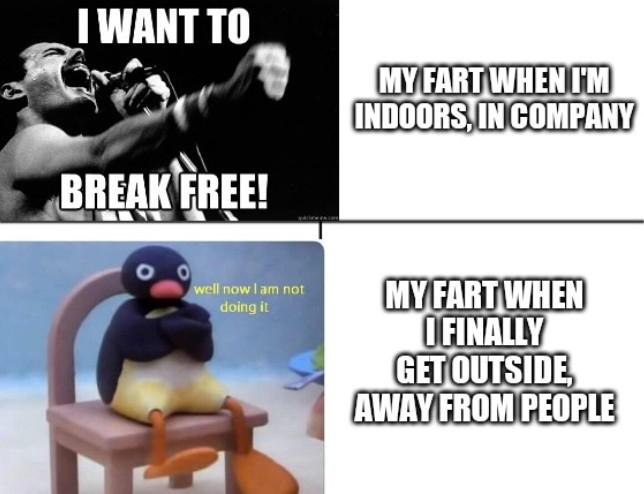 I WANT TO
BREAK FREE!
MY FART WHEN I'M
INDOORS, IN COMPANY
well now I am not
doing it
MY FART WHEN
I FINALLY
GET OUTSIDE,
AWAY FROM PEOPLE